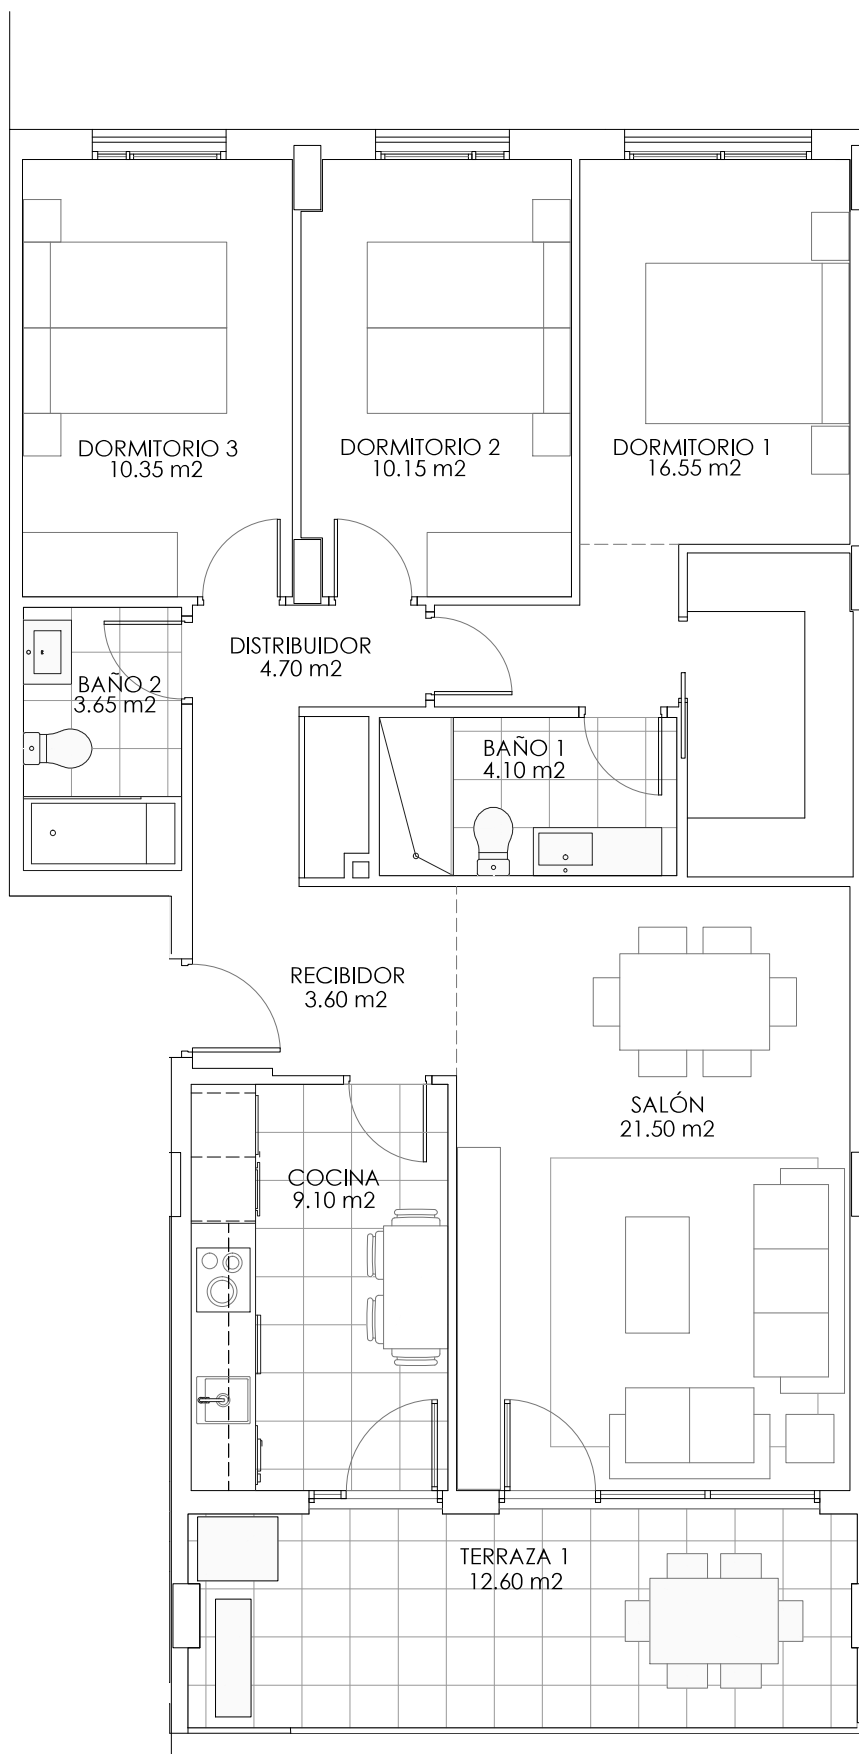 DORMITORIO 3
10.35 m2
DORMITORIO 2
10.15 m2
DORMITORIO 1
16.55 m2
DISTRIBUIDOR
4.70 m2
BAÑO 2
3.65 m2
BAÑO 1
4.10 m2
RECIBIDOR
3.60 m2
SALÓN
21.50 m2
COCINA
9.10 m2
TERRAZA 1
12.60 m2